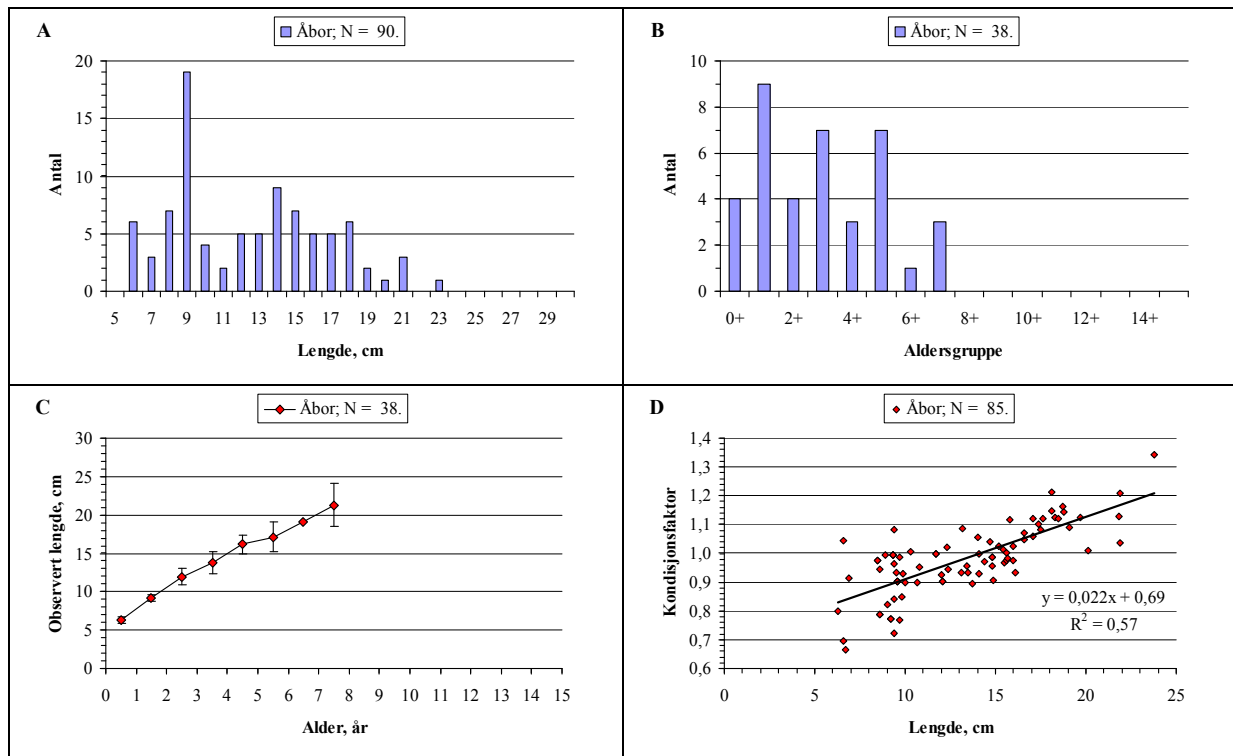 A
Åbor; N = 90.
20
15
10
5
0
Antal
5 7 9 11 13 15 17 19 21 23 25 27 29
Lengde, cm
B
Åbor; N = 38.
10
8
6
4
2
0
Antal
0+ 2+ 4+ 6+ 8+ 10+ 12+ 14+
Aldersgruppe
C
Åbor; N = 38.
30
25
20
15
10
5
0
Observert lengde, cm
0 1 2 3 4 5 6 7 8 9 10 11 12 13 14 15
Alder, år
D
Åbor; N = 85.
1,4
1,3
1,2
1,1
1,0
0,9
0,8
0,7
0,6
Kondisjonsfaktor
y = 0,022x + 0,69
R² = 0,57
0 5 10 15 20 25
Lengde, cm